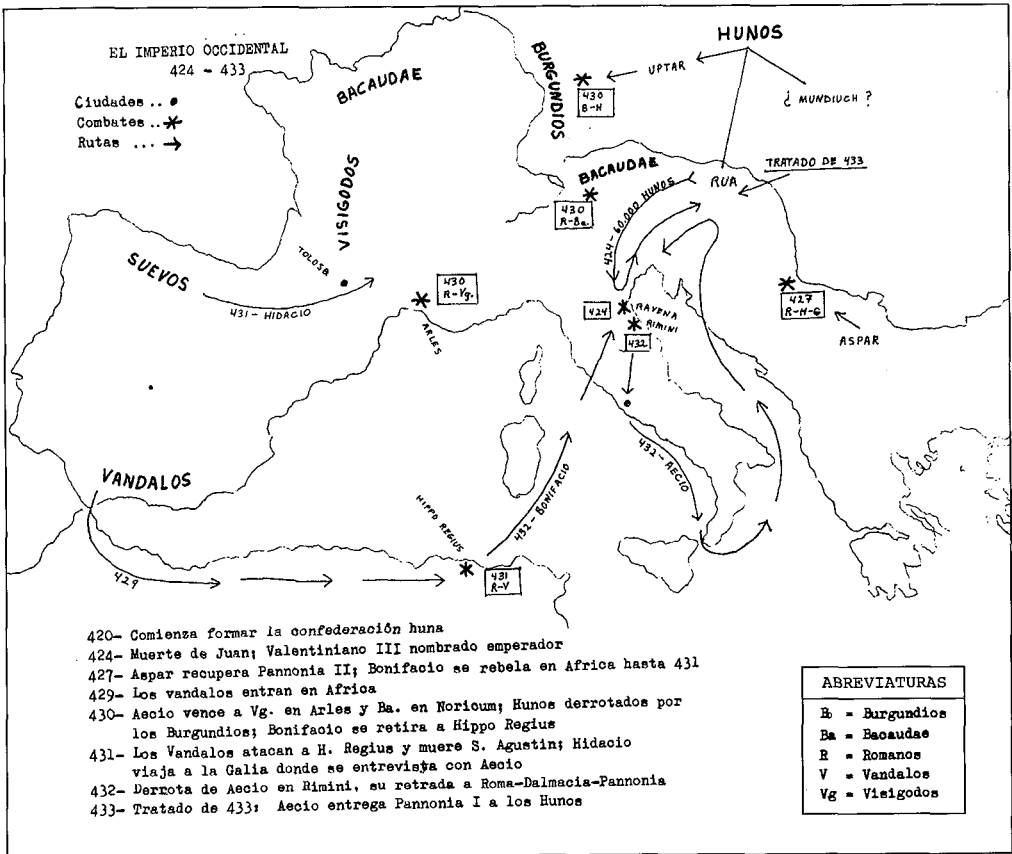 EL IMPERIO OCCIDENTAL
424 - 433
Ciudades .. •
Combates .. *
Rutas ... →
HUNOS
UPTAR
¿ MUNDIUCH ?
BACAUDAE
BURGUNDIOS
430
B-H
BACAUDAE
430
R-Ba.
RUA
TRATADO DE 433
424-60.000 HUNOS
VISIGODOS
TOLOSA
SUEVOS
431- HIDACIO
430
R-Vg.
ARLES
424
RAVENA
RIMINI
432
427
R-H-G
ASPAR
VANDALOS
429
HIPPO REGIUS
431
R-V
432- BONIFACIO
432-AECIO
420- Comienza formar la confederación huna
424- Muerte de Juan; Valentiniano III nombrado emperador
427- Aspar recupera Pannonia II; Bonifacio se rebela en Africa hasta 431
429- Los vandalos entran en Africa
430- Aecio vence a Vg. en Arles y Ba. en Noricum; Hunos derrotados por
los Burgundios; Bonifacio se retira a Hippo Regius
431- Los Vandalos atacan a H. Regius y muere S. Agustin; Hidacio
viaja a la Galia donde se entrevista con Aecio
432- Derrota de Aecio en Rimini, su retrada a Roma-Dalmacia-Pannonia
433- Tratado de 433: Aecio entrega Pannonia I a los Hunos
ABREVIATURAS
B = Burgundios
Ba = Bacaudae
R = Romanos
V = Vandalos
Vg = Visigodos